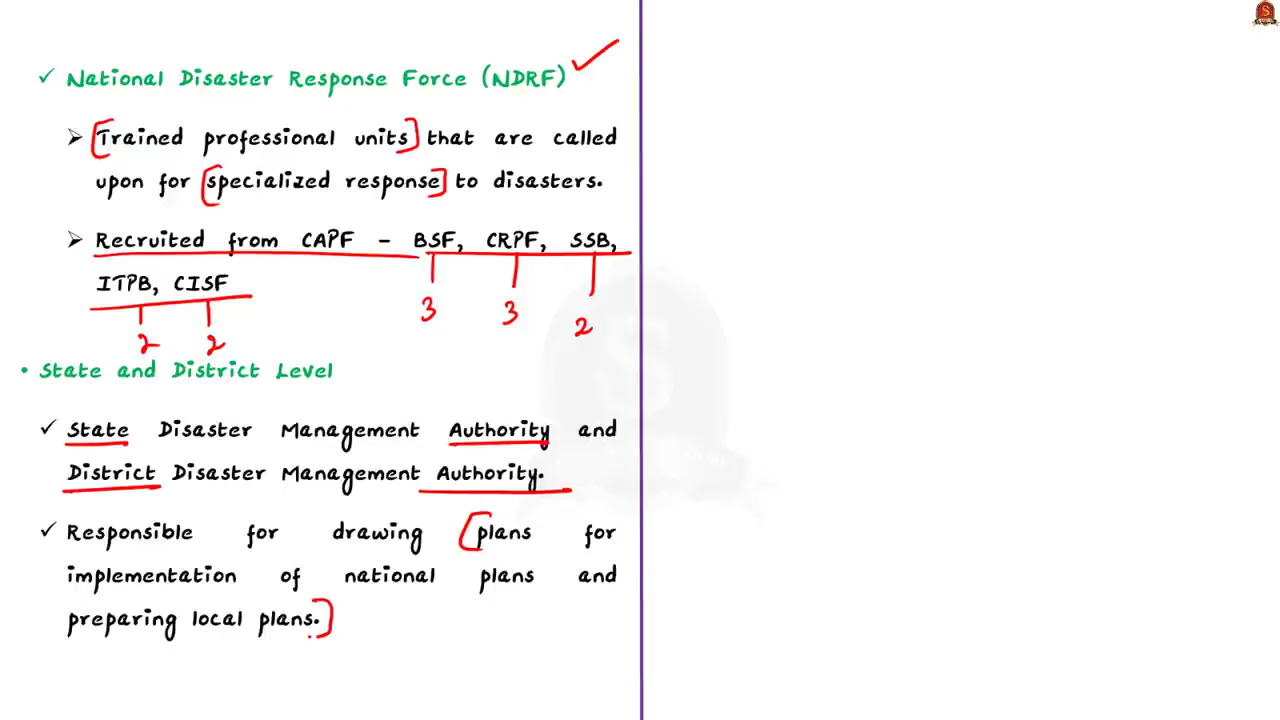 ✓ National Disaster Response Force (NDRF)
➢ Trained professional units that are called
upon for specialized response to disasters.
➢ Recruited from CAPF - BSF, CRPF, SSB,
ITPB, CISF
3 3 2
2 2
• State and District Level
✓ State Disaster Management Authority and
District Disaster Management Authority.
✓ Responsible for drawing plans for
implementation of national plans and
preparing local plans.